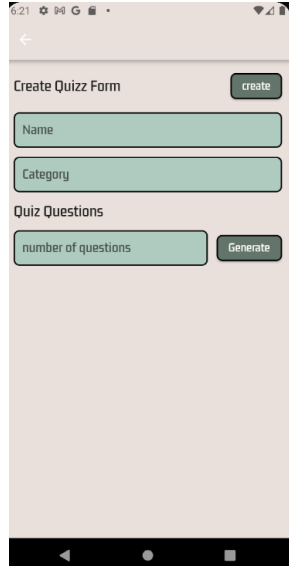 6:21 G
Create Quizz Form create
Name
Category
Quiz Questions
number of questions Generate